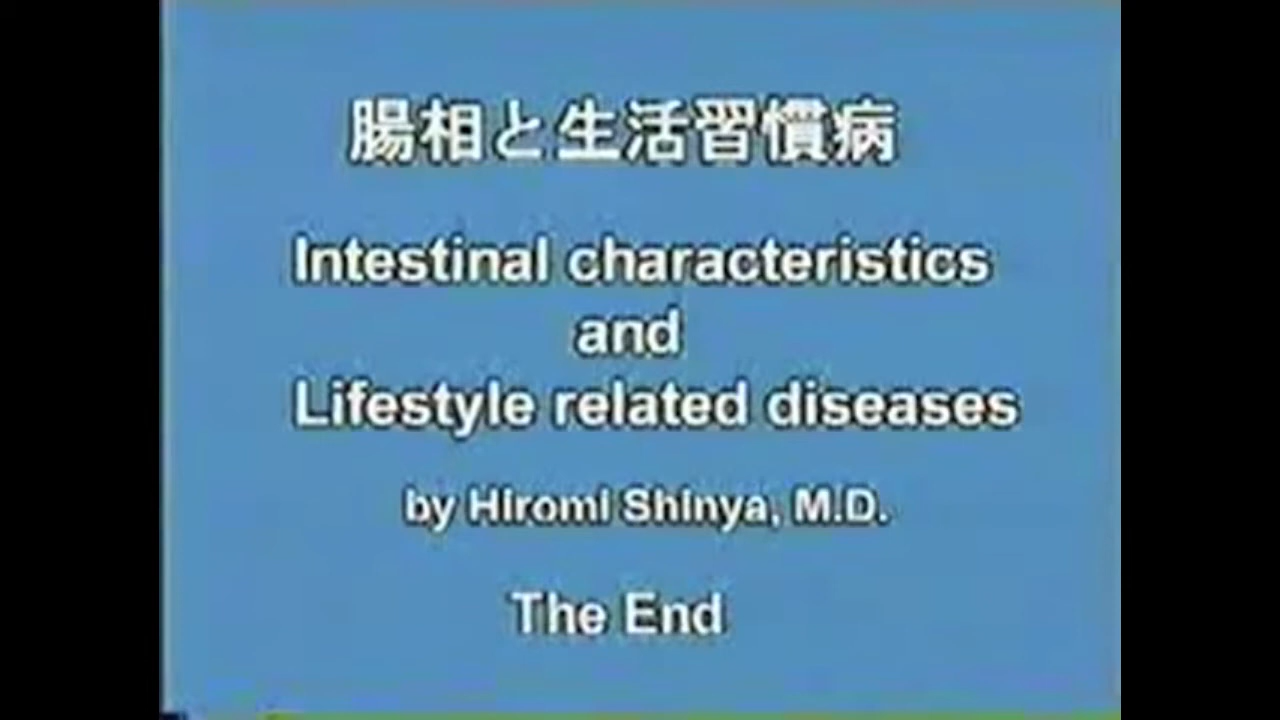 腸相と生活習慣病
Intestinal characteristics
and
Lifestyle related diseases
by Hiromi Shinya, M.D.
The End